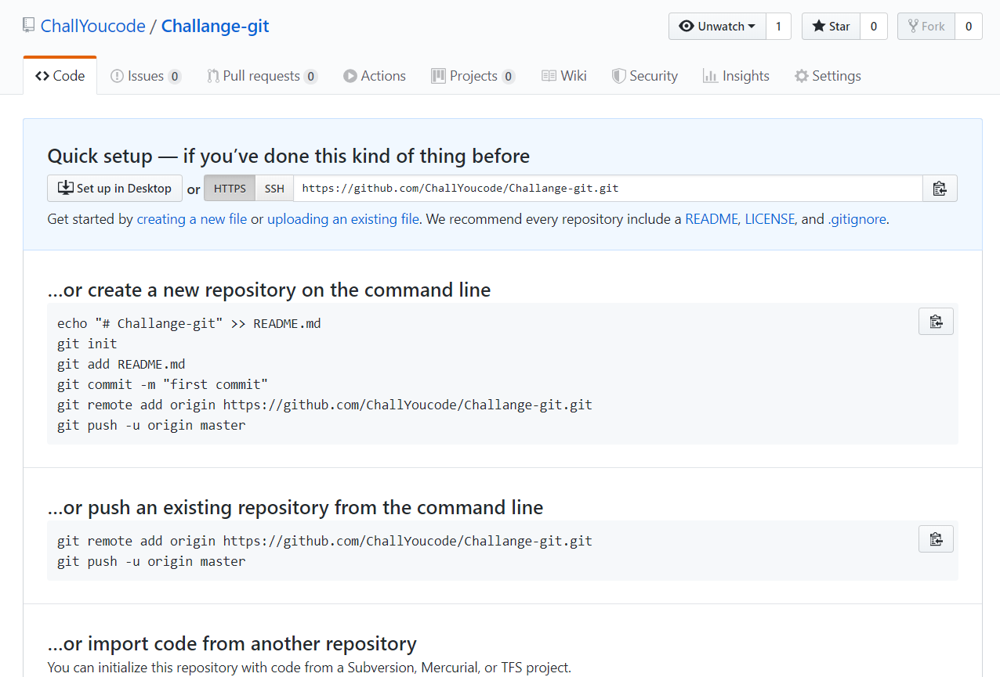 ChallYoucode / Challange-git
Unwatch 1 Star 0 Fork 0
Code Issues 0 Pull requests 0 Actions Projects 0 Wiki Security Insights Settings
Quick setup — if you’ve done this kind of thing before
Set up in Desktop or HTTPS SSH https://github.com/ChallYoucode/Challange-git.git
Get started by creating a new file or uploading an existing file. We recommend every repository include a README, LICENSE, and .gitignore.
…or create a new repository on the command line
echo "# Challange-git" >> README.md
git init
git add README.md
git commit -m "first commit"
git remote add origin https://github.com/ChallYoucode/Challange-git.git
git push -u origin master
…or push an existing repository from the command line
git remote add origin https://github.com/ChallYoucode/Challange-git.git
git push -u origin master
…or import code from another repository
You can initialize this repository with code from a Subversion, Mercurial, or TFS project.